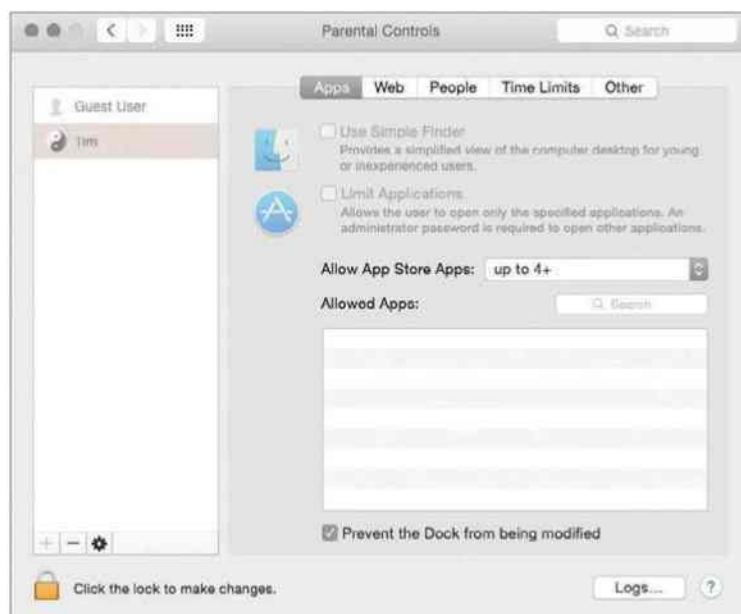 Parental Controls
Search
Apps Web People Time Limits Other
Guest User
Tim
Use Simple Finder
Provides a simplified view of the computer desktop for young
or inexperienced users.
Limit Applications
Allows the user to open only the specified applications. An
administrator password is required to open other applications.
Allow App Store Apps: up to 4+
Allowed Apps:
Search
Prevent the Dock from being modified
Click the lock to make changes.
Logs... ?